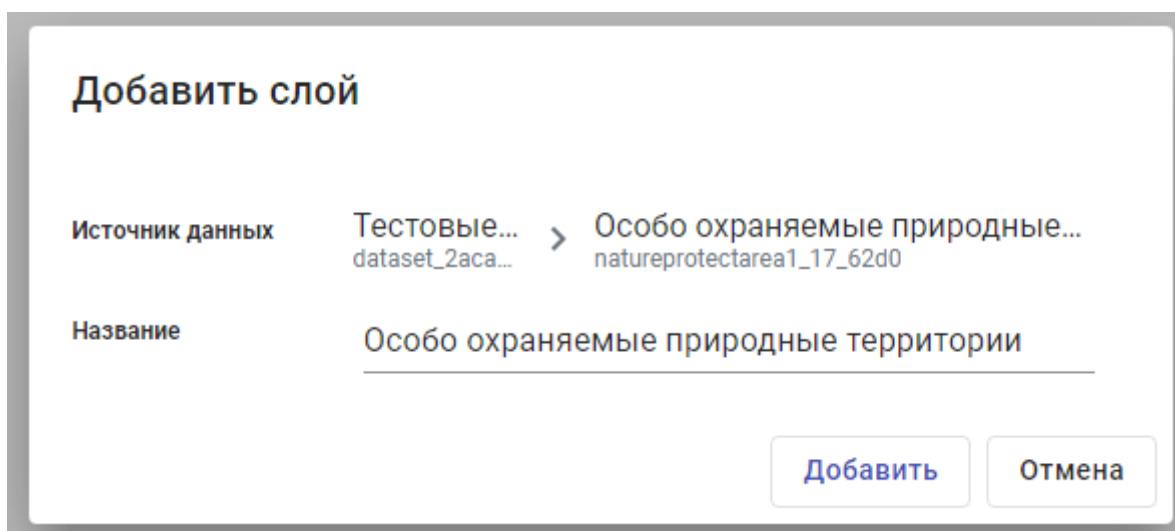 Добавить слой
Источник данных
Тестовые... > Особо охраняемые природные...
dataset_2aca... natureprotectarea1_17_62d0
Название
Особо охраняемые природные территории
Добавить Отмена